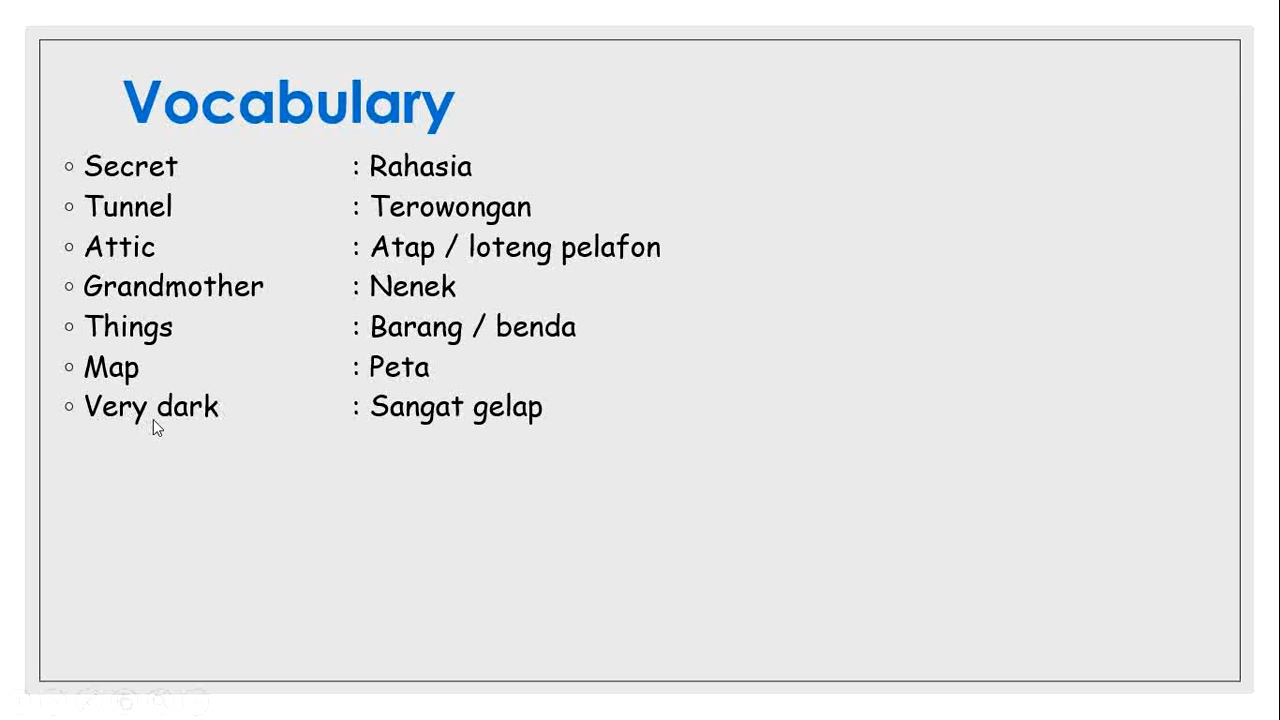 Vocabulary
◦ Secret : Rahasia
◦ Tunnel : Terowongan
◦ Attic : Atap / loteng pelafon
◦ Grandmother : Nenek
◦ Things : Barang / benda
◦ Map : Peta
◦ Very dark : Sangat gelap